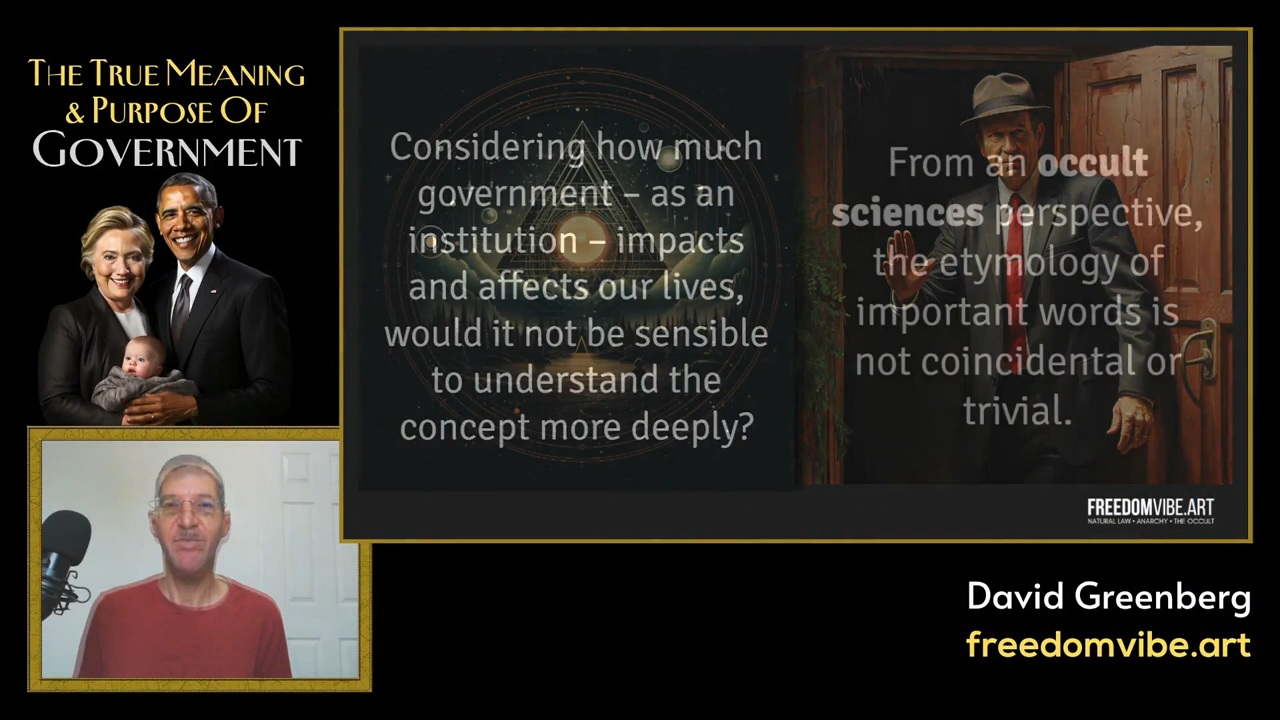 THE TRUE MEANING
& PURPOSE OF
GOVERNMENT
Considering how much
government – as an
institution – impacts
and affects our lives,
would it not be sensible
to understand the
concept more deeply?
From an occult
sciences perspective,
the etymology of
important words is
not coincidental or
trivial.
FREEDOMVIBE.ART
NATURAL LAW • ANARCHY • THE OCCULT
David Greenberg
freedomvibe.art